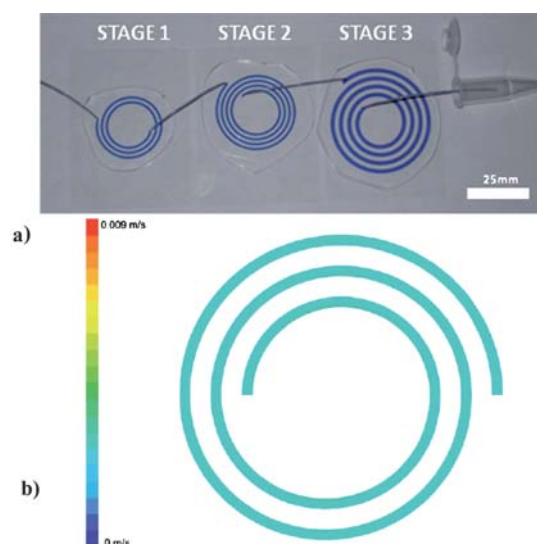 STAGE 1 STAGE 2 STAGE 3
25mm
a)
0.009 m/s
b)
0 m/s